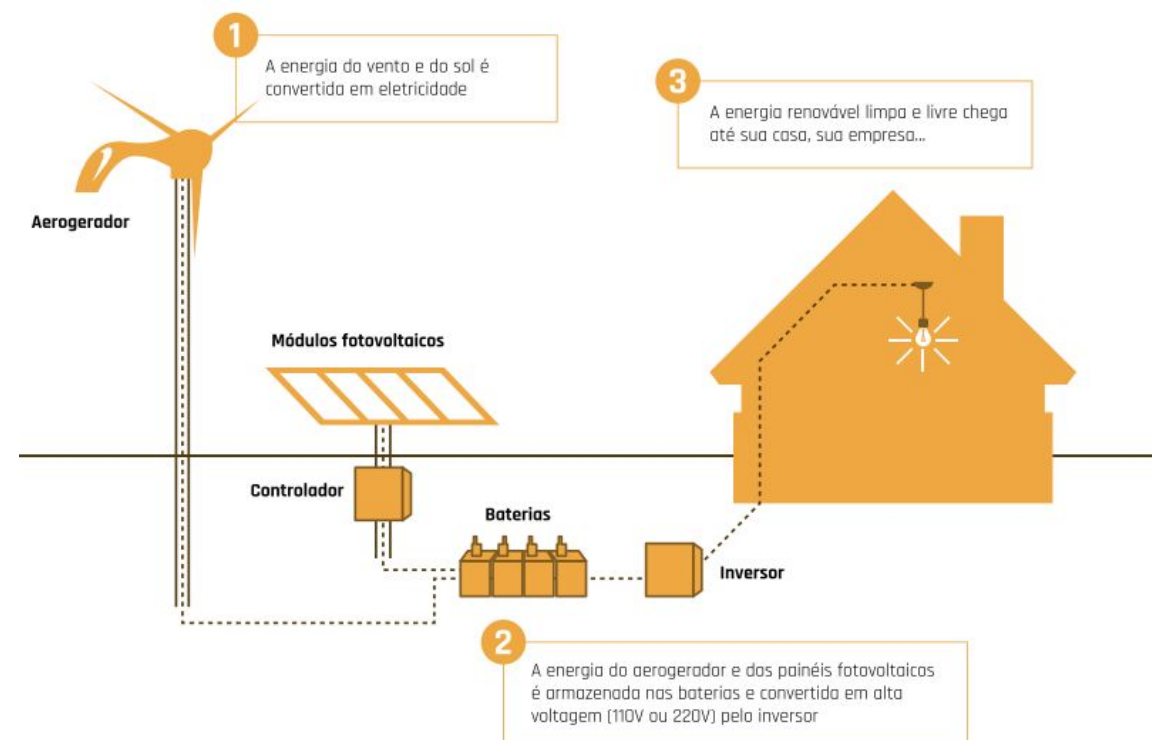 1
A energia do vento e do sol é
convertida em eletricidade
3
A energia renovável limpa e livre chega
até sua casa, sua empresa...
Aerogerador
Módulos fotovoltaicos
Controlador
Baterias
Inversor
2
A energia do aerogerador e dos painéis fotovoltaicos
é armazenada nas baterias e convertida em alta
voltagem (110V ou 220V) pelo inversor